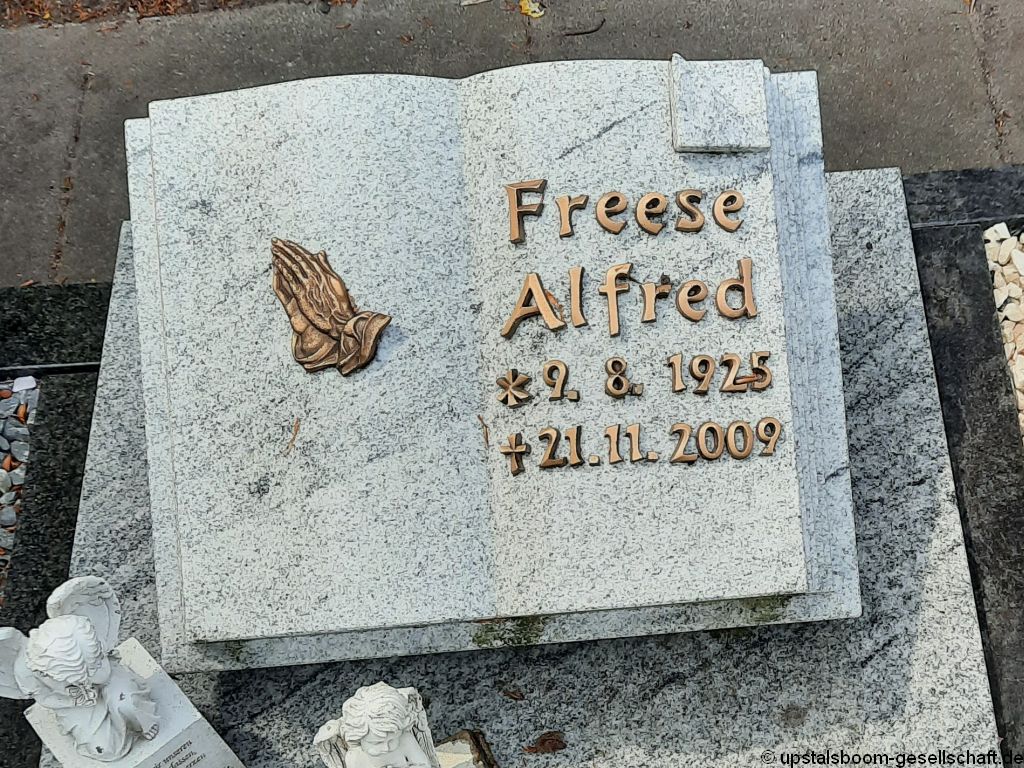 Freese
Alfred
* 9. 8. 1925
† 21. 11. 2009
© upstalsboom-gesellschaft.de